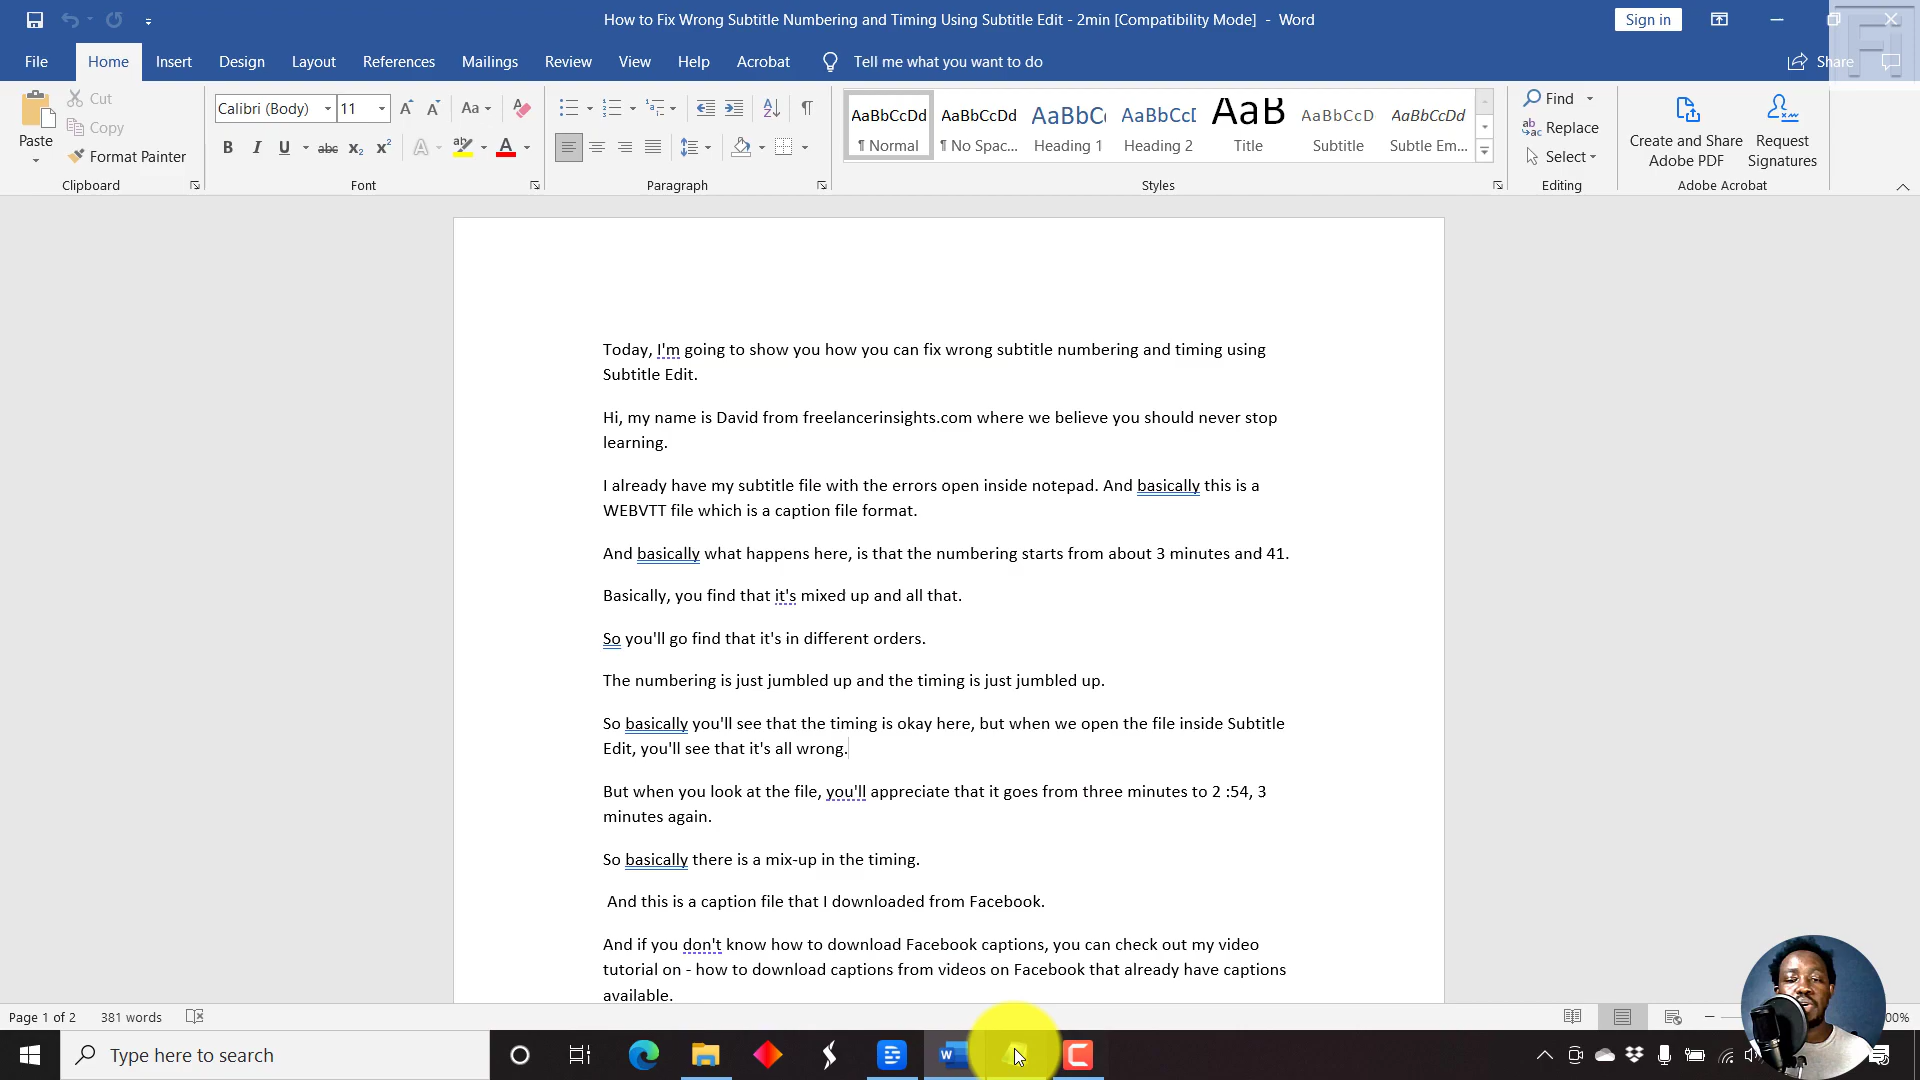 How to Fix Wrong Subtitle Numbering and Timing Using Subtitle Edit - 2min [Compatibility Mode] - Word
Sign in
File Home Insert Design Layout References Mailings Review View Help Acrobat Tell me what you want to do Share
Paste
Cut
Copy
Format Painter
Calibri (Body) 11
Aa
B I U abc X₂ X²
A A
AaBbCcDd AaBbCcDd AaBbC AaBbCc AaB AaBbCcD AaBbCcDd
¶ Normal ¶ No Spac... Heading 1 Heading 2 Title Subtitle Subtle Em...
Find
Replace
Select
Create and Share Adobe PDF
Request Signatures
Clipboard Font Paragraph Styles Editing Adobe Acrobat
Today, I'm going to show you how you can fix wrong subtitle numbering and timing using
Subtitle Edit.
Hi, my name is David from freelancerinsights.com where we believe you should never stop
learning.
I already have my subtitle file with the errors open inside notepad. And basically this is a
WEBVTT file which is a caption file format.
And basically what happens here, is that the numbering starts from about 3 minutes and 41.
Basically, you find that it's mixed up and all that.
So you'll go find that it's in different orders.
The numbering is just jumbled up and the timing is just jumbled up.
So basically you'll see that the timing is okay here, but when we open the file inside Subtitle
Edit, you'll see that it's all wrong.
But when you look at the file, you'll appreciate that it goes from three minutes to 2 :54, 3
minutes again.
So basically there is a mix-up in the timing.
And this is a caption file that I downloaded from Facebook.
And if you don't know how to download Facebook captions, you can check out my video
tutorial on - how to download captions from videos on Facebook that already have captions
available.
Page 1 of 2 381 words
Type here to search